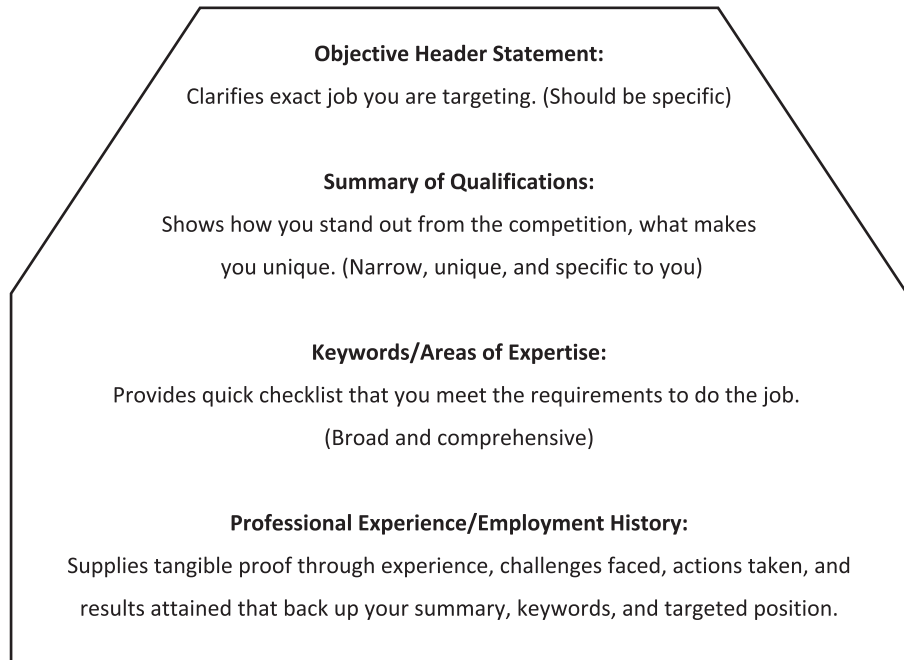 Objective Header Statement:
Clarifies exact job you are targeting. (Should be specific)
Summary of Qualifications:
Shows how you stand out from the competition, what makes
you unique. (Narrow, unique, and specific to you)
Keywords/Areas of Expertise:
Provides quick checklist that you meet the requirements to do the job.
(Broad and comprehensive)
Professional Experience/Employment History:
Supplies tangible proof through experience, challenges faced, actions taken, and
results attained that back up your summary, keywords, and targeted position.